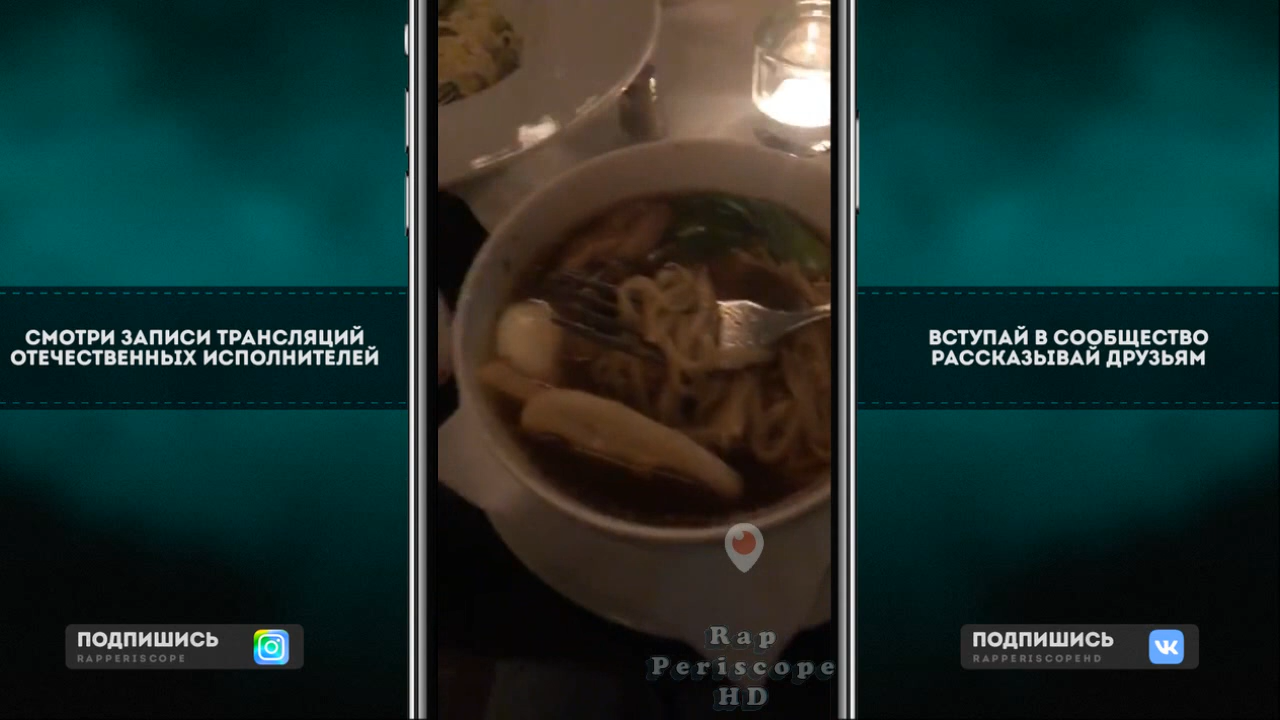 СМОТРИ ЗАПИСИ ТРАНСЛЯЦИЙ
ОТЕЧЕСТВЕННЫХ ИСПОЛНИТЕЛЕЙ
ВСТУПАЙ В СООБЩЕСТВО
РАССКАЗЫВАЙ ДРУЗЬЯМ
ПОДПИШИСЬ
RAPPERISCOPE
ПОДПИШИСЬ
RAPPERISCOPEHD
Rap
Periscope
HD